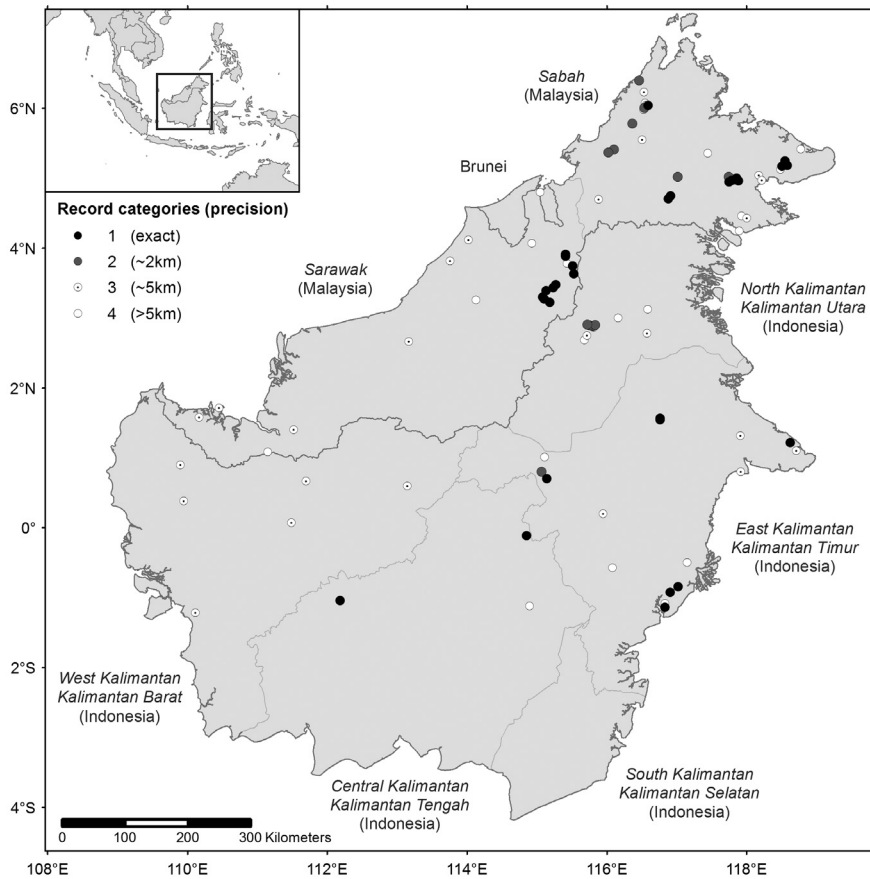 Sabah
(Malaysia)
6°N
Brunei
Record categories (precision)
1 (exact)
2 (~2km)
3 (~5km)
4 (>5km)
4°N
Sarawak
(Malaysia)
North Kalimantan
Kalimantan Utara
(Indonesia)
2°N
0°
East Kalimantan
Kalimantan Timur
(Indonesia)
2°S
West Kalimantan
Kalimantan Barat
(Indonesia)
Central Kalimantan
Kalimantan Tengah
(Indonesia)
South Kalimantan
Kalimantan Selatan
(Indonesia)
4°S
0 100 200 300 Kilometers
108°E 110°E 112°E 114°E 116°E 118°E